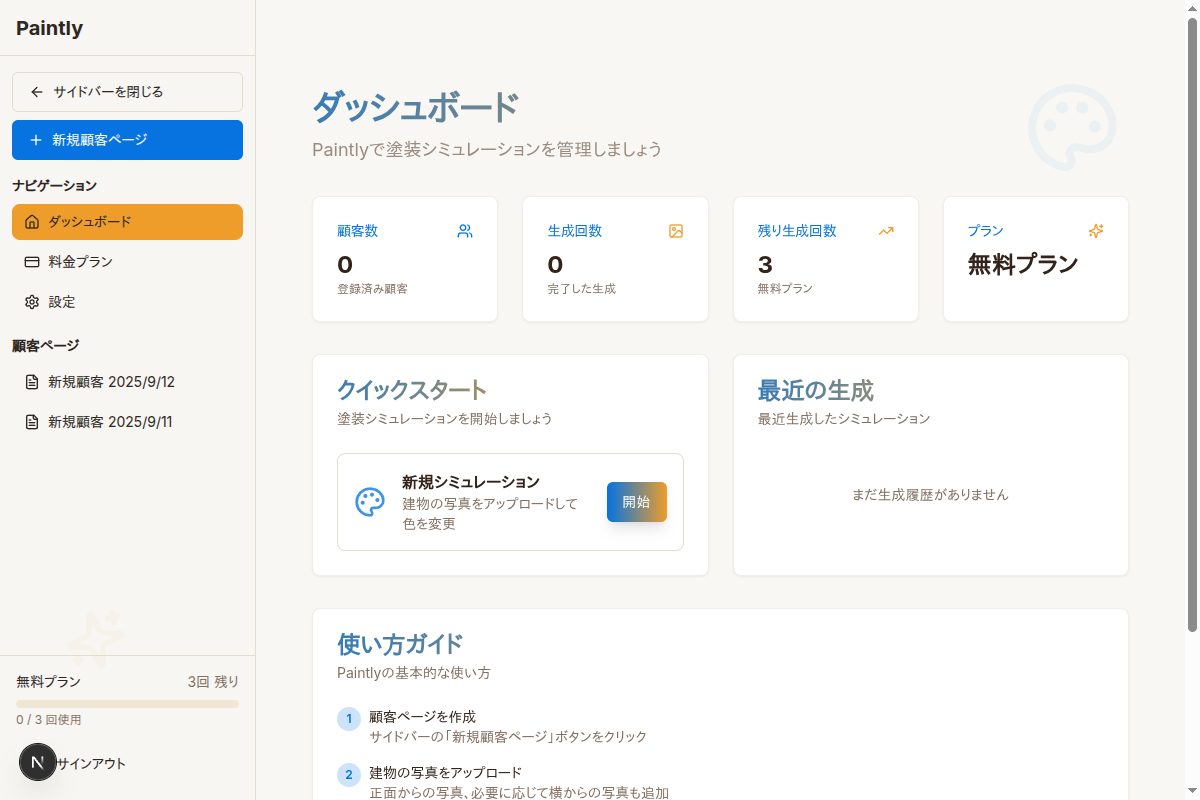 Paintly
サイドバーを閉じる
新規顧客ページ
ナビゲーション
ダッシュボード
料金プラン
設定
顧客ページ
新規顧客 2025/9/12
新規顧客 2025/9/11
無料プラン
3回 残り
0 / 3 回使用
N
サインアウト
ダッシュボード
Paintlyで塗装シミュレーションを管理しましょう
顧客数
0
登録済み顧客
生成回数
0
完了した生成
残り生成回数
3
無料プラン
プラン
無料プラン
クイックスタート
塗装シミュレーションを開始しましょう
新規シミュレーション
建物の写真をアップロードして
色を変更
開始
最近の生成
最近生成したシミュレーション
まだ生成履歴がありません
使い方ガイド
Paintlyの基本的な使い方
1
顧客ページを作成
サイドバーの「新規顧客ページ」ボタンをクリック
2
建物の写真をアップロード
正面からの写真、必要に応じて横からの写真も追加